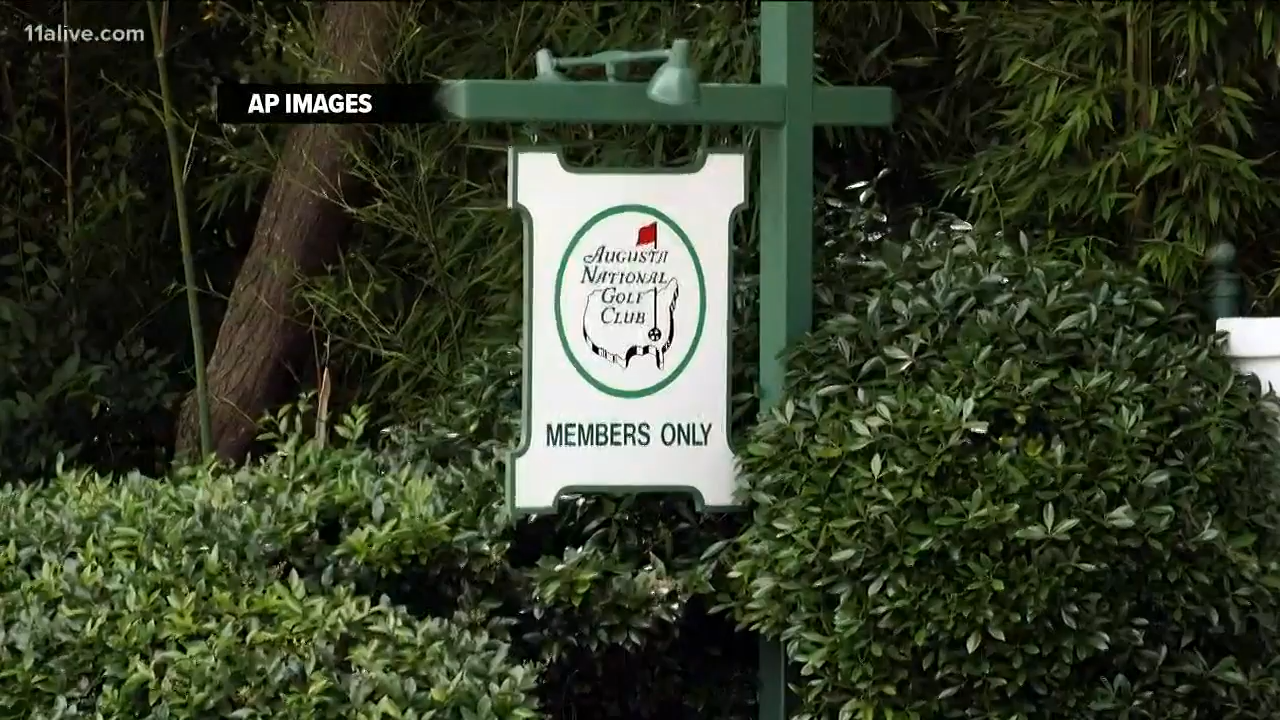 11alive.com
AP IMAGES
AUGUSTA
NATIONAL
GOLF
CLUB
MEMBERS ONLY